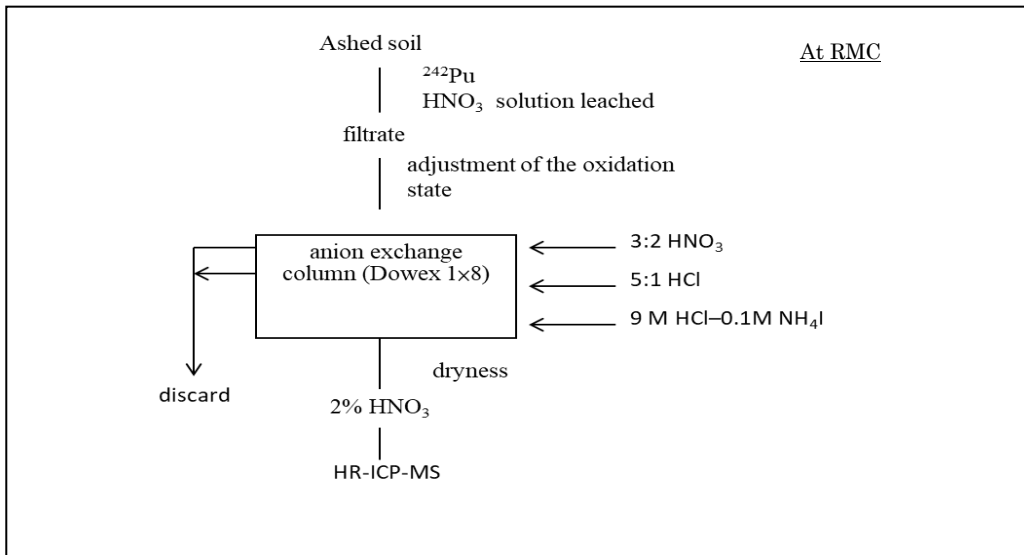 Ashed soil
At RMC
²⁴²Pu
HNO₃ solution leached
filtrate
adjustment of the oxidation
state
anion exchange
column (Dowex 1×8)
3:2 HNO₃
5:1 HCl
9 M HCl–0.1M NH₄I
discard
dryness
2% HNO₃
HR-ICP-MS